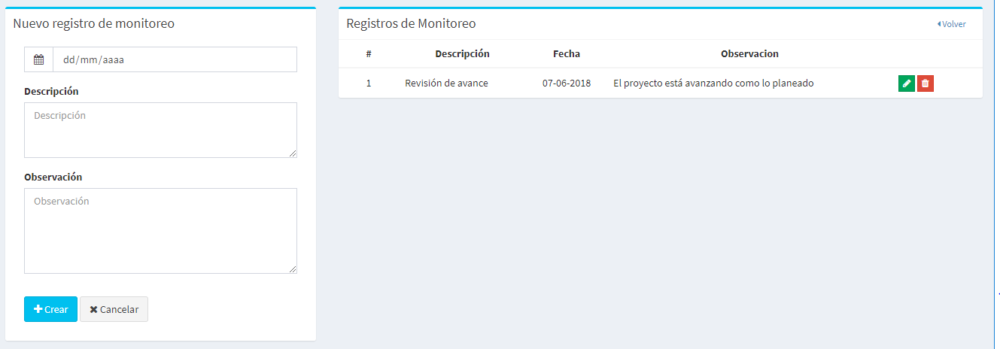 Nuevo registro de monitoreo
dd/mm/aaaa
Descripción
Descripción
Observación
Observación
Crear Cancelar
Registros de Monitoreo Volver
# Descripción Fecha Observacion
1 Revisión de avance 07-06-2018 El proyecto está avanzando como lo planeado